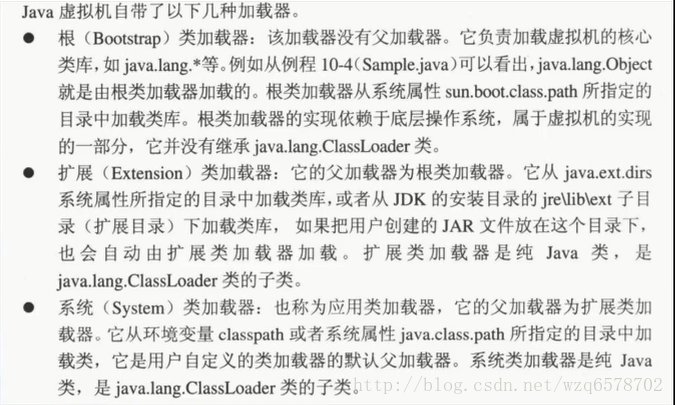 Java 虚拟机自带了以下几种加载器。
● 根（Bootstrap）类加载器：该加载器没有父加载器。它负责加载虚拟机的核心
类库，如 java.lang.*等。例如从例程 10-4（Sample.java）可以看出，java.lang.Object
就是由根类加载器加载的。根类加载器从系统属性 sun.boot.class.path 所指定的
目录中加载类库。根类加载器的实现依赖于底层操作系统，属于虚拟机的实现
的一部分，它并没有继承 java.lang.ClassLoader 类。
● 扩展（Extension）类加载器：它的父加载器为根类加载器。它从 java.ext.dirs
系统属性所指定的目录中加载类库，或者从 JDK 的安装目录的 jre\lib\ext 子目
录（扩展目录）下加载类库， 如果把用户创建的 JAR 文件放在这个目录下，
也会自动由扩展类加载器加载。扩展类加载器是纯 Java 类，是
java.lang.ClassLoader 类的子类。
● 系统（System）类加载器：也称为应用类加载器，它的父加载器为扩展类加
载器。它从环境变量 classpath 或者系统属性 java.class.path 所指定的目录中加
载类，它是用户自定义的类加载器的默认父加载器。系统类加载器是纯 Java
类，是 java.lang.ClassLoader 类的子类。
http://blog.csdn.net/wzq6578702